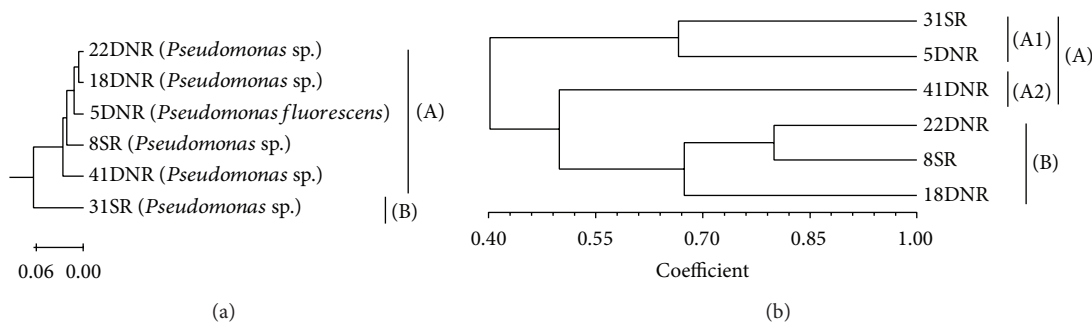 22DNR (Pseudomonas sp.)
18DNR (Pseudomonas sp.)
5DNR (Pseudomonas fluorescens)
8SR (Pseudomonas sp.)
41DNR (Pseudomonas sp.)
31SR (Pseudomonas sp.)
(A)
(B)
0.06 0.00
(a)
31SR
5DNR
41DNR
22DNR
8SR
18DNR
(A1)
(A2)
(A)
(B)
0.40 0.55 0.70 0.85 1.00
Coefficient
(b)